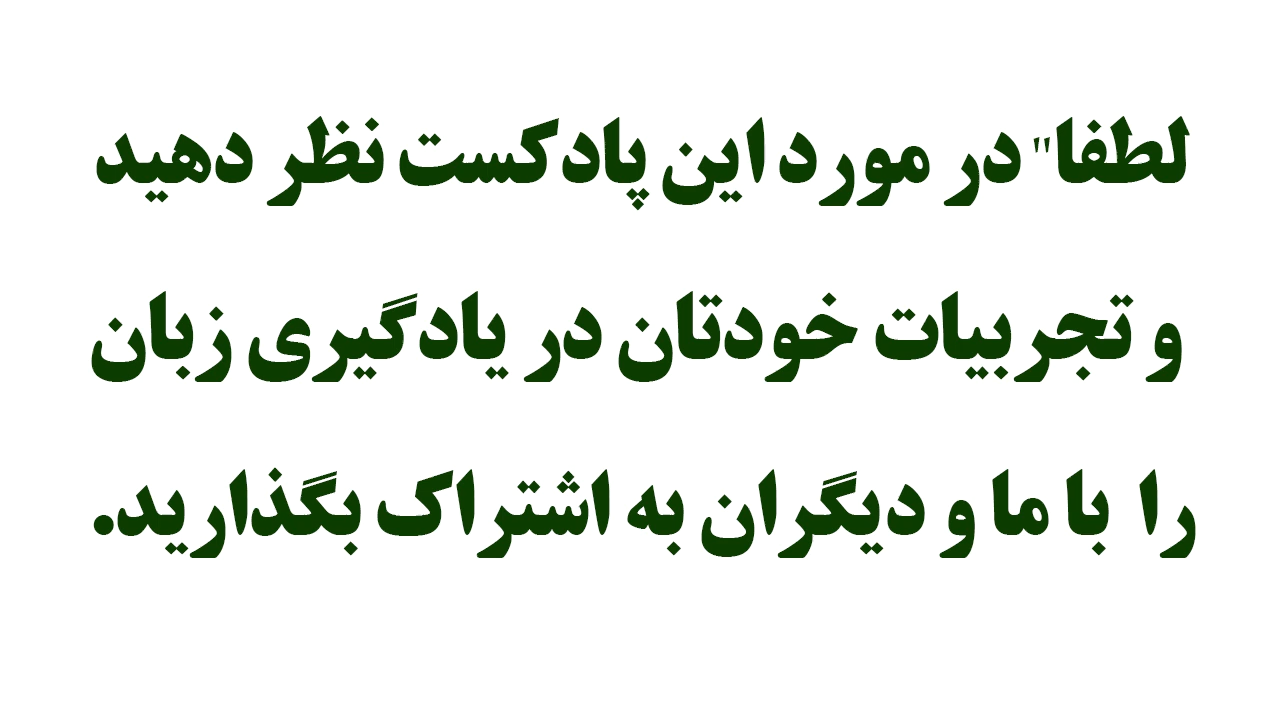 لطفا" در مورد این پادکست نظر دهید
و تجربیات خودتان در یادگیری زبان
را با ما و دیگران به اشتراک بگذارید.